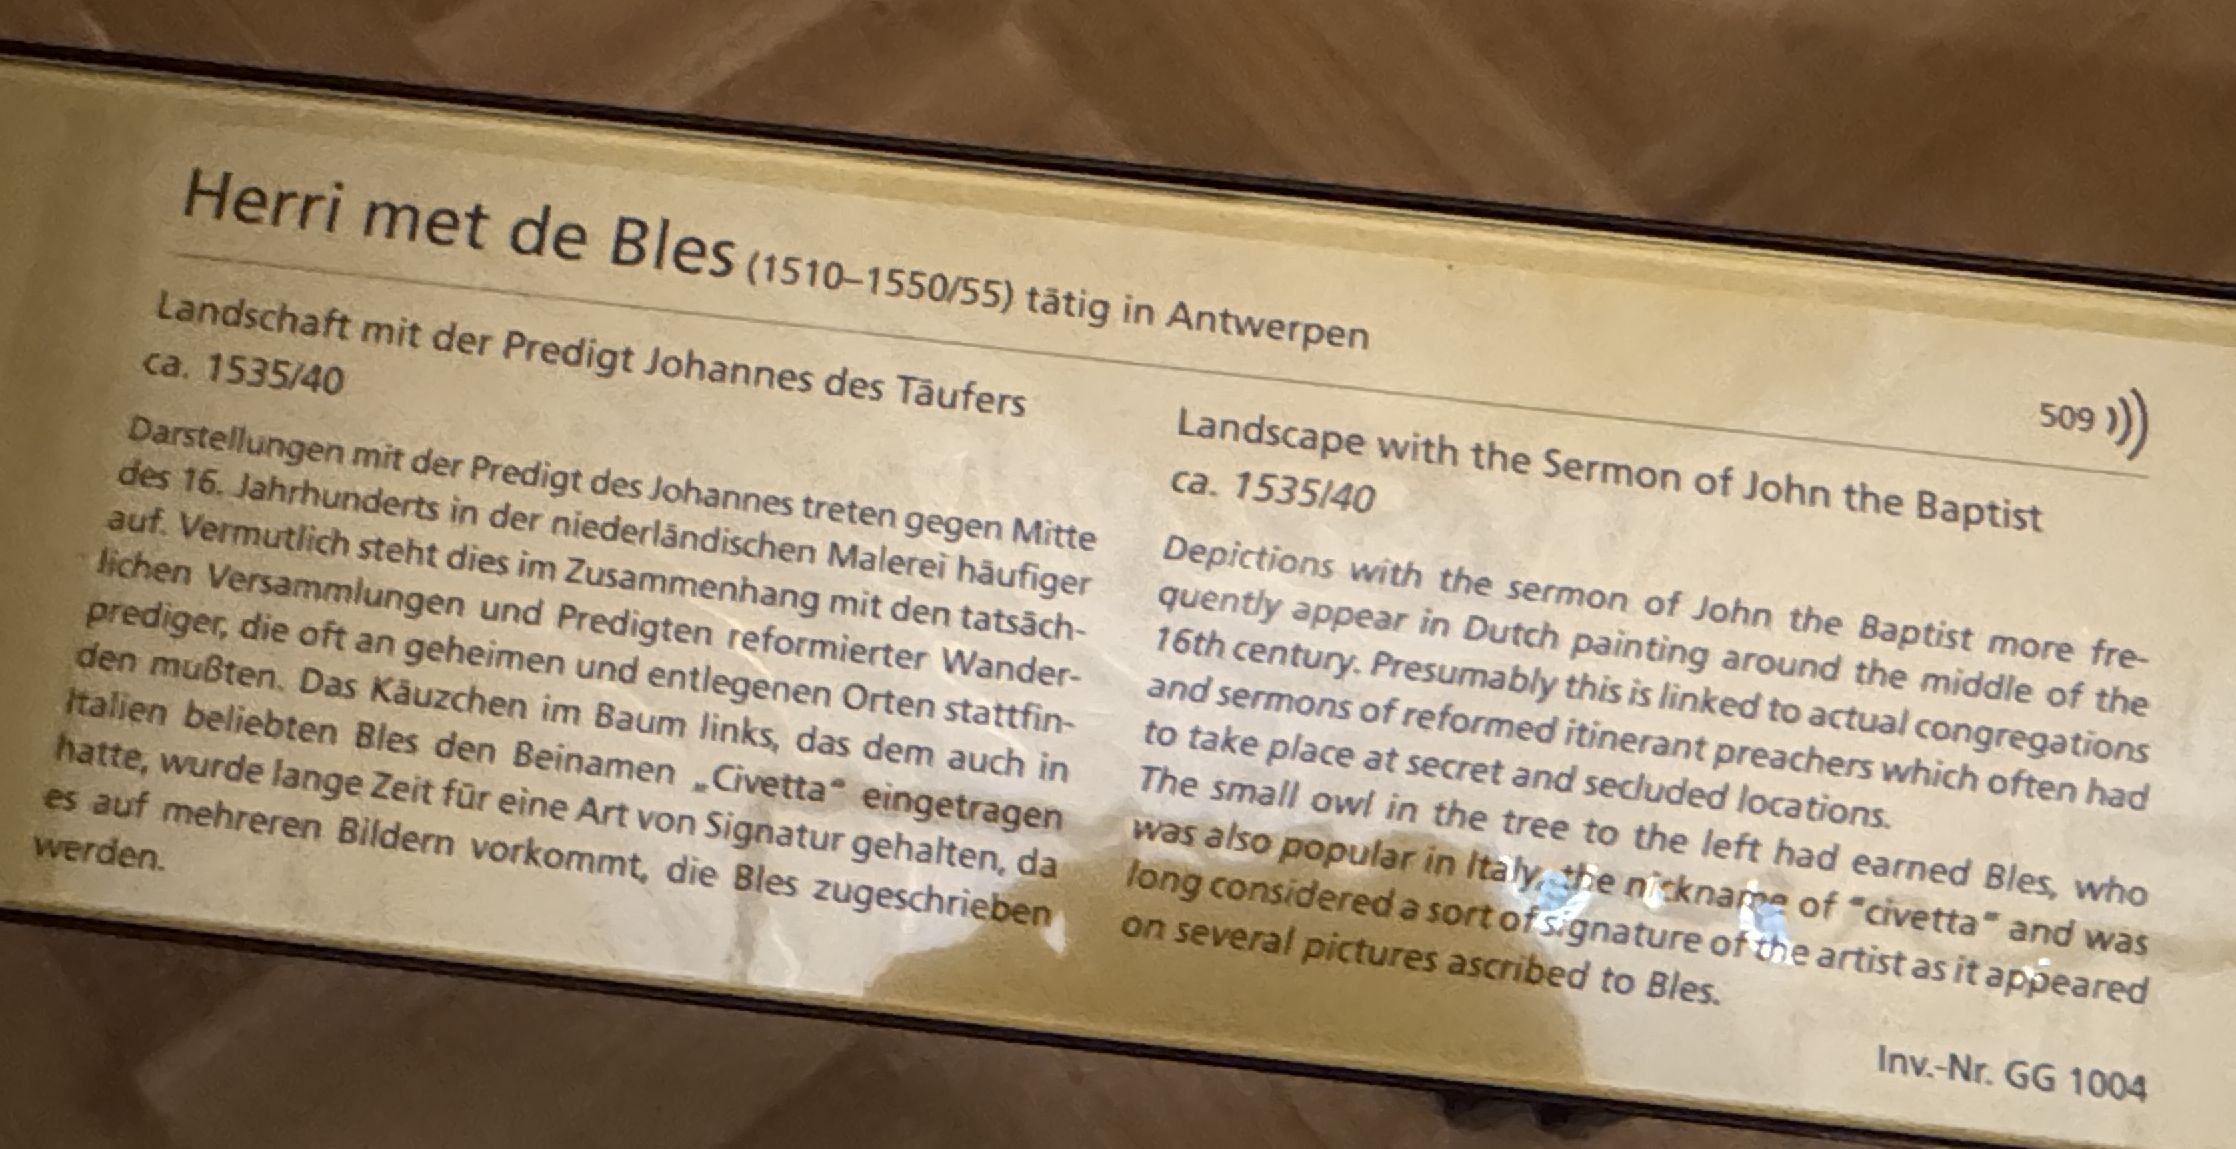 Herri met de Bles (1510–1550/55) tätig in Antwerpen
509
Landschaft mit der Predigt Johannes des Täufers
ca. 1535/40
Darstellungen mit der Predigt des Johannes treten gegen Mitte
des 16. Jahrhunderts in der niederländischen Malerei häufiger
auf. Vermutlich steht dies im Zusammenhang mit den tatsäch-
lichen Versammlungen und Predigten reformierter Wander-
prediger, die oft an geheimen und entlegenen Orten stattfin-
den mußten. Das Käuzchen im Baum links, das dem auch in
Italien beliebten Bles den Beinamen „Civetta“ eingetragen
hatte, wurde lange Zeit für eine Art von Signatur gehalten, da
es auf mehreren Bildern vorkommt, die Bles zugeschrieben
werden.
Landscape with the Sermon of John the Baptist
ca. 1535/40
Depictions with the sermon of John the Baptist more fre-
quently appear in Dutch painting around the middle of the
16th century. Presumably this is linked to actual congregations
and sermons of reformed itinerant preachers which often had
to take place at secret and secluded locations.
The small owl in the tree to the left had earned Bles, who
was also popular in Italy, the nickname of “civetta” and was
long considered a sort of signature of the artist as it appeared
on several pictures ascribed to Bles.
Inv.-Nr. GG 1004